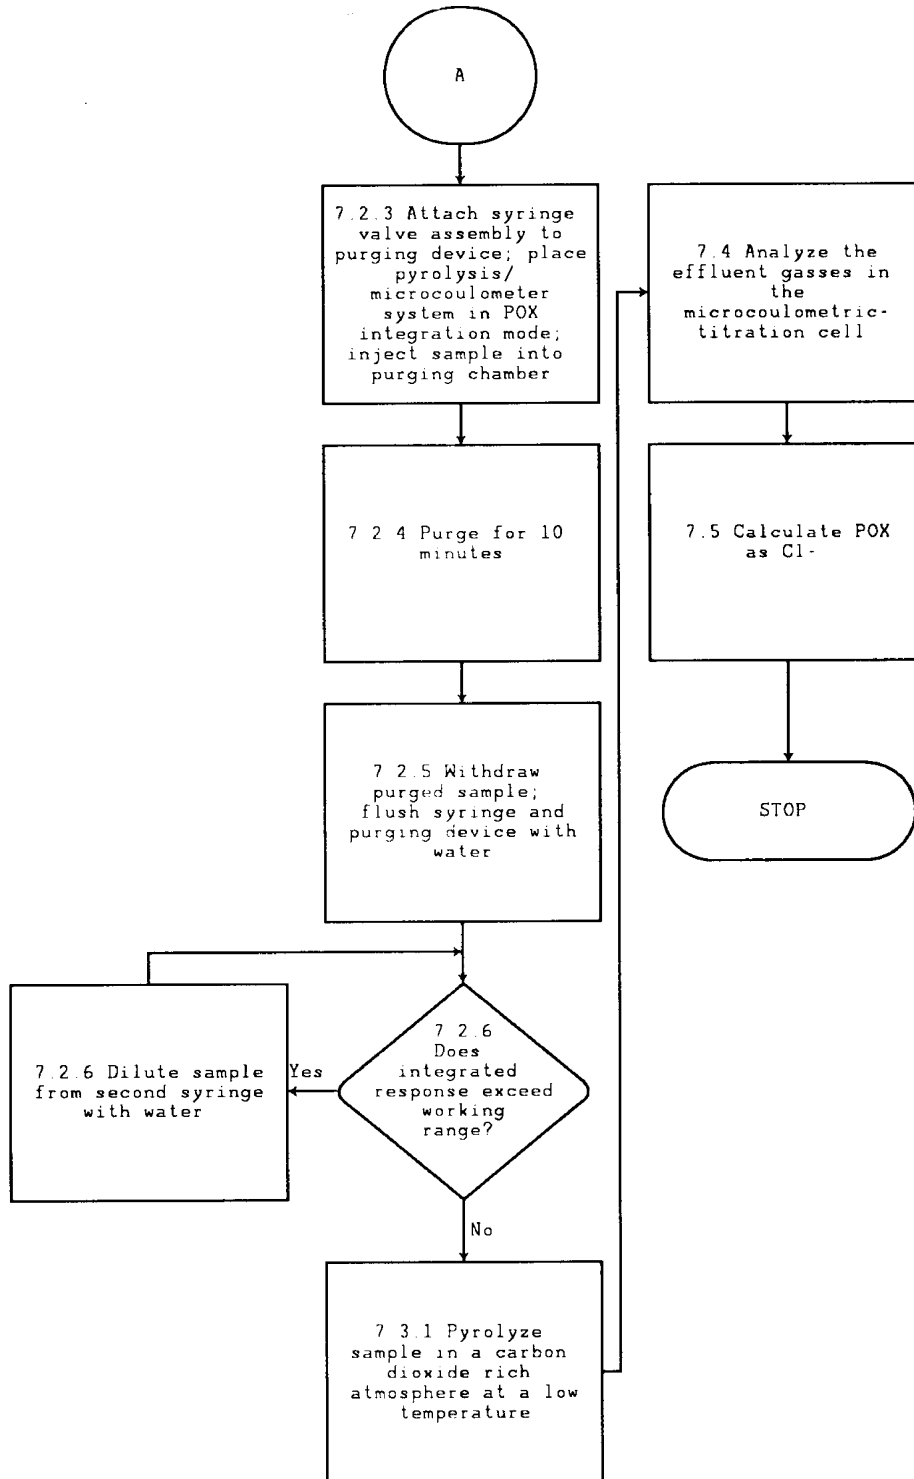 A
7.2.3 Attach syringe
valve assembly to
purging device; place
pyrolysis/
microcoulometer
system in POX
integration mode;
inject sample into
purging chamber
7 2 4 Purge for 10
minutes
7 2.5 Withdraw
purged sample;
flush syringe and
purging device with
water
7 2.6
Does
integrated
response exceed
working
range?
Yes
7.2.6 Dilute sample
from second syringe
with water
No
7 3.1 Pyrolyze
sample in a carbon
dioxide rich
atmosphere at a low
temperature
7.4 Analyze the
effluent gasses in
the
microcoulometric-
titration cell
7.5 Calculate POX
as Cl-
STOP